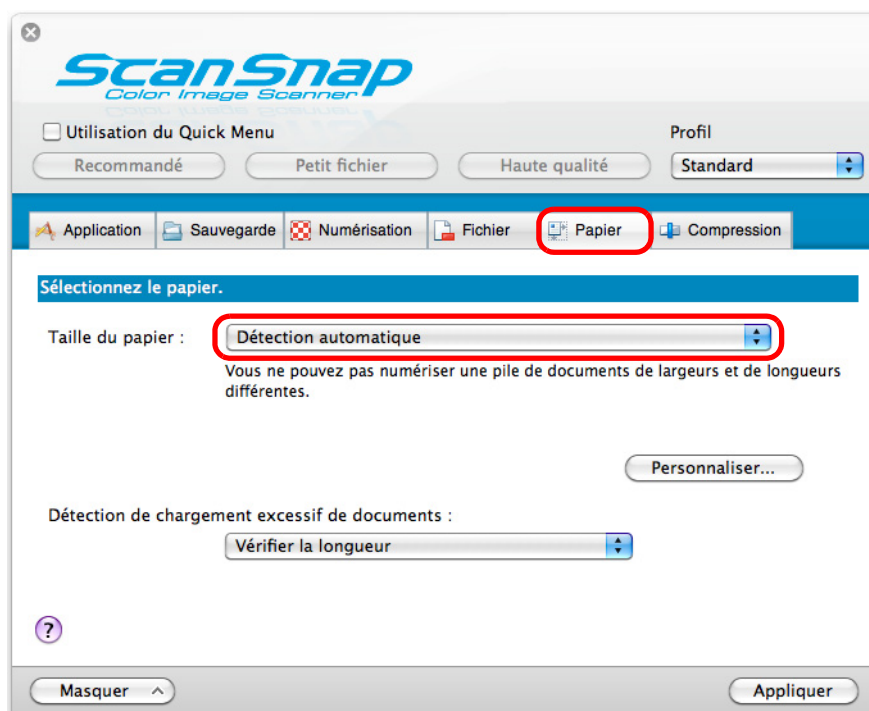 ScanSnap
Color Image Scanner
Utilisation du Quick Menu
Profil
Recommandé
Petit fichier
Haute qualité
Standard
Application
Sauvegarde
Numérisation
Fichier
Papier
Compression
Sélectionnez le papier.
Taille du papier :
Détection automatique
Vous ne pouvez pas numériser une pile de documents de largeurs et de longueurs
différentes.
Personnaliser...
Détection de chargement excessif de documents :
Vérifier la longueur
?
Masquer
Appliquer